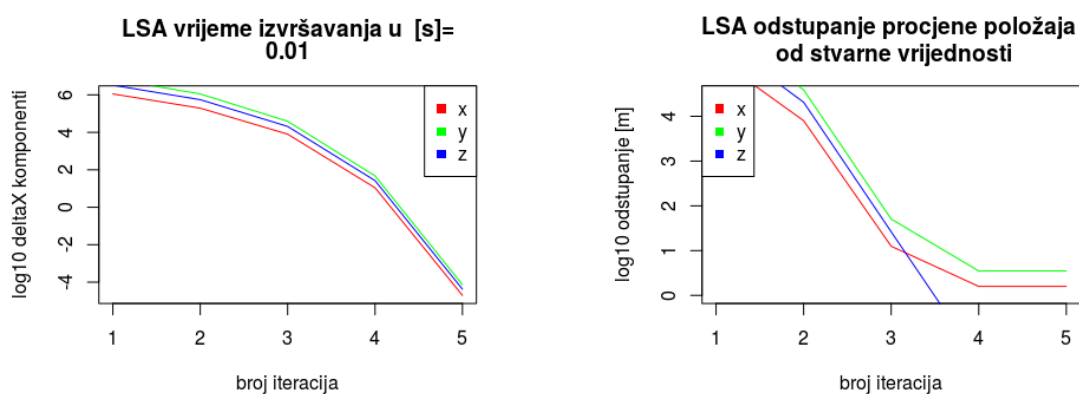 LSA vrijeme izvršavanja u [s]=
0.01
log10 deltaX komponenti
6
4
2
0
-2
-4
x
y
z
1 2 3 4 5
broj iteracija
LSA odstupanje procjene položaja
od stvarne vrijednosti
log10 odstupanje [m]
4
3
2
1
0
x
y
z
1 2 3 4 5
broj iteracija